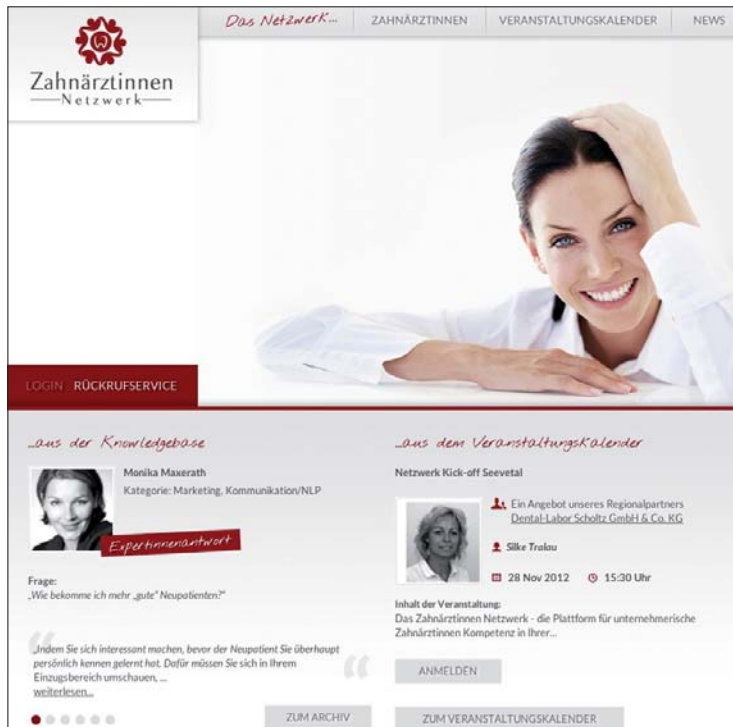 Das Netzwerk... ZAHNÄRZTINNEN VERANSTALTUNGSKALENDER NEWS
Zahnärztinnen
Netzwerk
LOGIN RÜCKRUFSERVICE
...aus der Knowledgebase
Monika Maxerath
Kategorie: Marketing, Kommunikation/NLP
Expertinnenantwort
Frage:
„Wie bekomme ich mehr „gute“ Neupatienten?“
„Indem Sie sich interessant machen, bevor der Neupatient Sie überhaupt
persönlich kennen gelernt hat. Dafür müssen Sie sich in Ihrem
Einzugsbereich umschauen, ...
weiterlesen...
ZUM ARCHIV
...aus dem Veranstaltungskalender
Netzwerk Kick-off Seevetal
Ein Angebot unseres Regionalpartners
Dental-Labor Scholtz GmbH & Co. KG
Silke Tralau
28 Nov 2012 15:30 Uhr
Inhalt der Veranstaltung:
Das Zahnärztinnen Netzwerk - die Plattform für unternehmerische
Zahnärztinnen Kompetenz in Ihrer...
ANMELDEN
ZUM VERANSTALTUNGSKALENDER